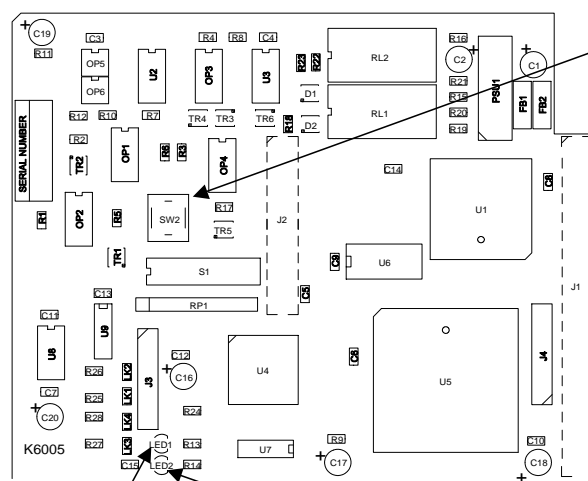 C19
C3
R4
R8
C4
R16
R11
OP5
OP6
U2
OP3
U3
R23
R22
RL2
C2
C1
PSU1
R21
R15
FB1
FB2
D1
RL1
R20
R19
R12
R10
R7
TR4
TR3
TR6
R18
D2
SERIAL NUMBER
R2
TR2
OP1
R6
R3
OP4
J2
C14
C8
OP2
R1
R5
SW2
R17
TR5
U1
TR1
S1
C9
U6
C13
RP1
C5
J1
C11
U9
U8
J3
C12
C6
U4
U5
J4
R26
LK2
C16
C7
R25
LK1
C20
R28
LK4
R24
K6005
R27
LK3
LED1
R13
U7
R9
C10
C15
LED2
R14
C17
C18